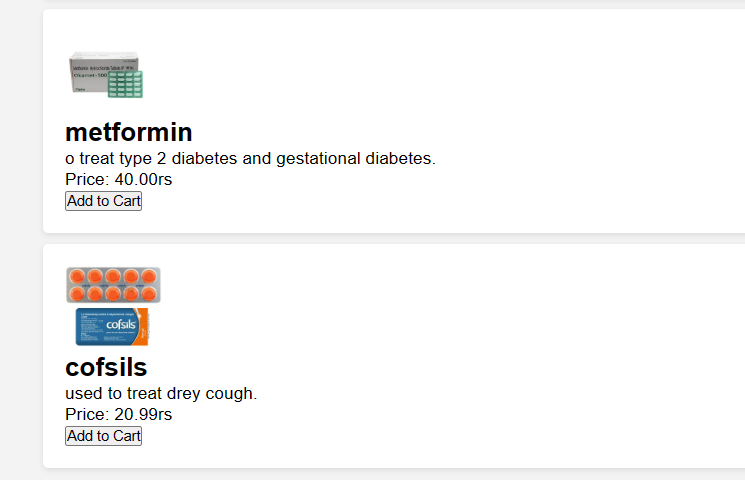 metformin
o treat type 2 diabetes and gestational diabetes.
Price: 40.00rs
Add to Cart
cofsils
cofsils
used to treat drey cough.
Price: 20.99rs
Add to Cart